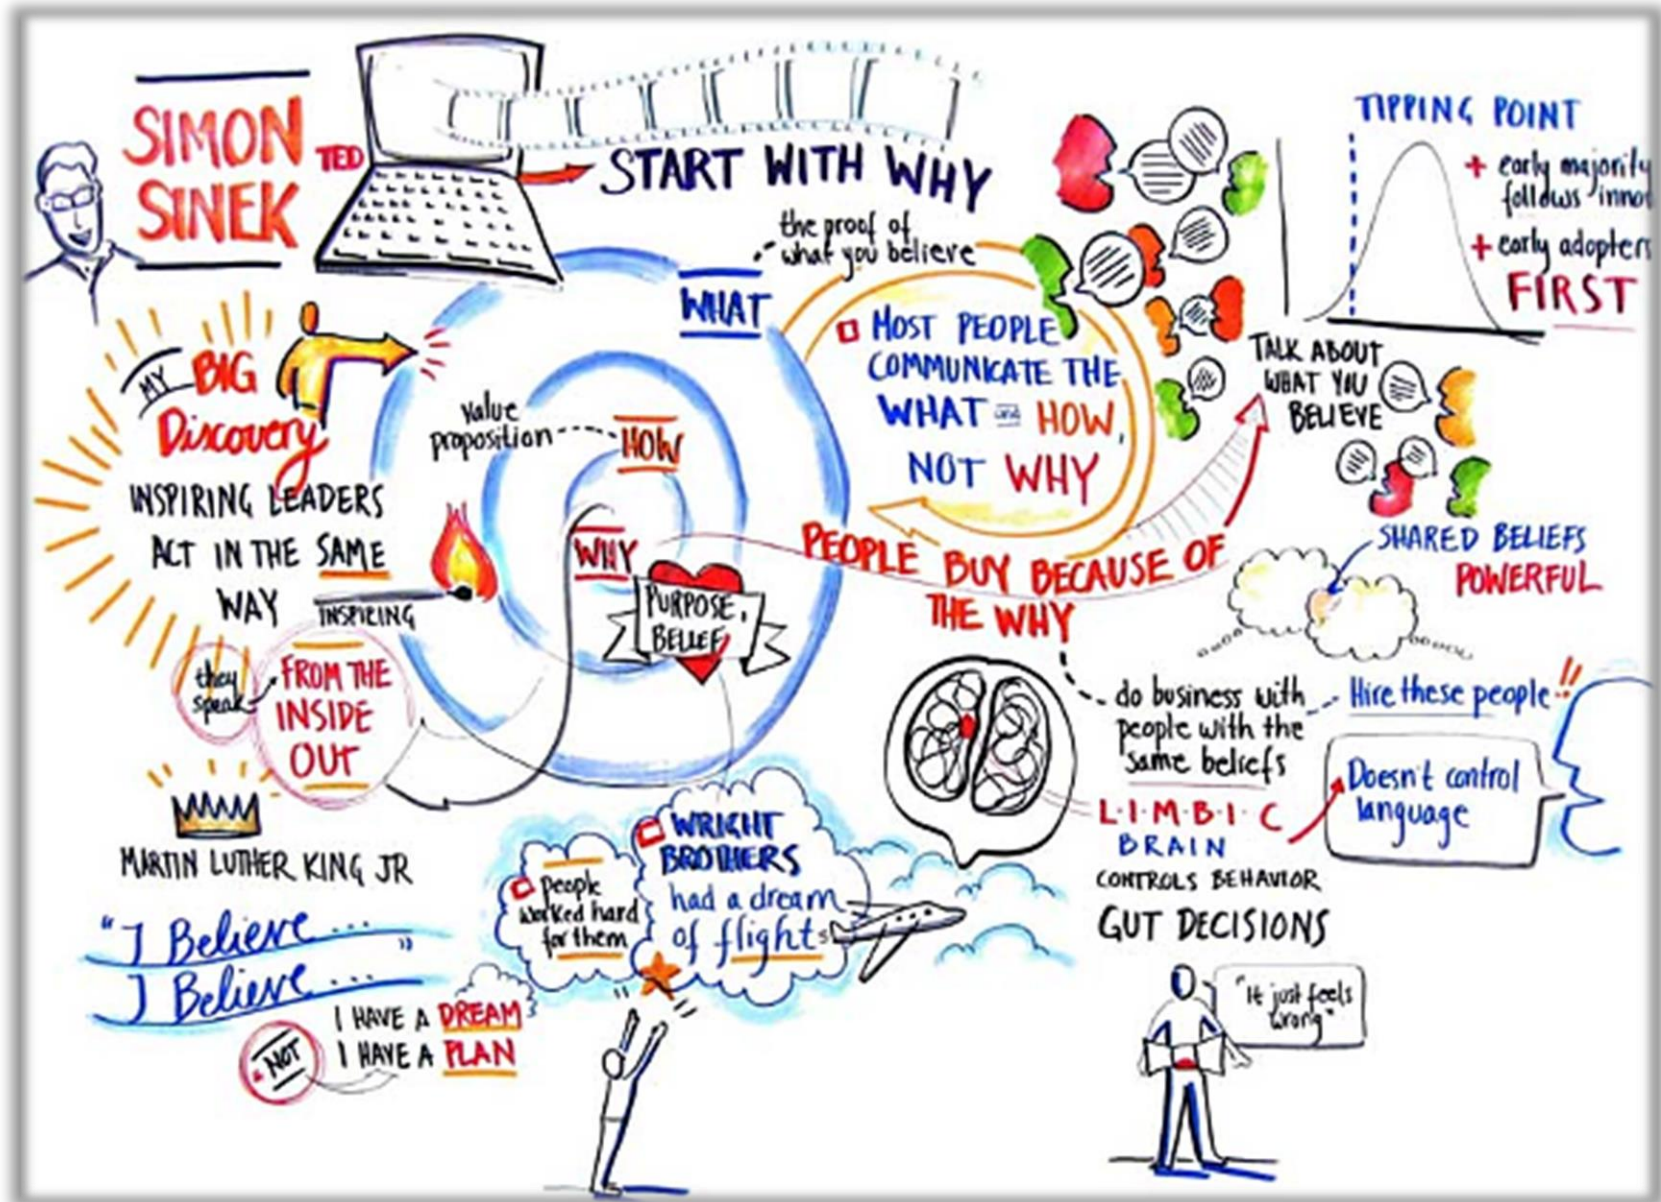 SIMON
SINEK
TED
START WITH WHY
the proof of
what you believe
WHAT
value
proposition
HOW
WHY
PURPOSE,
BELIEF
MY BIG
Discovery
INSPIRING LEADERS
ACT IN THE SAME
WAY
INSPIRING
they
speak
FROM THE
INSIDE
OUT
MARTIN LUTHER KING JR
"I Believe...
"
I Believe...
I HAVE A DREAM
NOT
I HAVE A PLAN
people
worked hard
for them
WRIGHT
BROTHERS
had a dream
of flight
MOST PEOPLE
COMMUNICATE THE
WHAT and HOW,
NOT WHY
PEOPLE BUY BECAUSE OF
THE WHY
TALK ABOUT
WHAT YOU
BELIEVE
TIPPING POINT
+ early majority
follows innov
+ early adopters
FIRST
SHARED BELIEFS
POWERFUL
do business with
people with the
same beliefs
Hire these people!!
L·I·M·B·I·C
BRAIN
CONTROLS BEHAVIOR
GUT DECISIONS
Doesn't control
language
"It just feels
wrong"